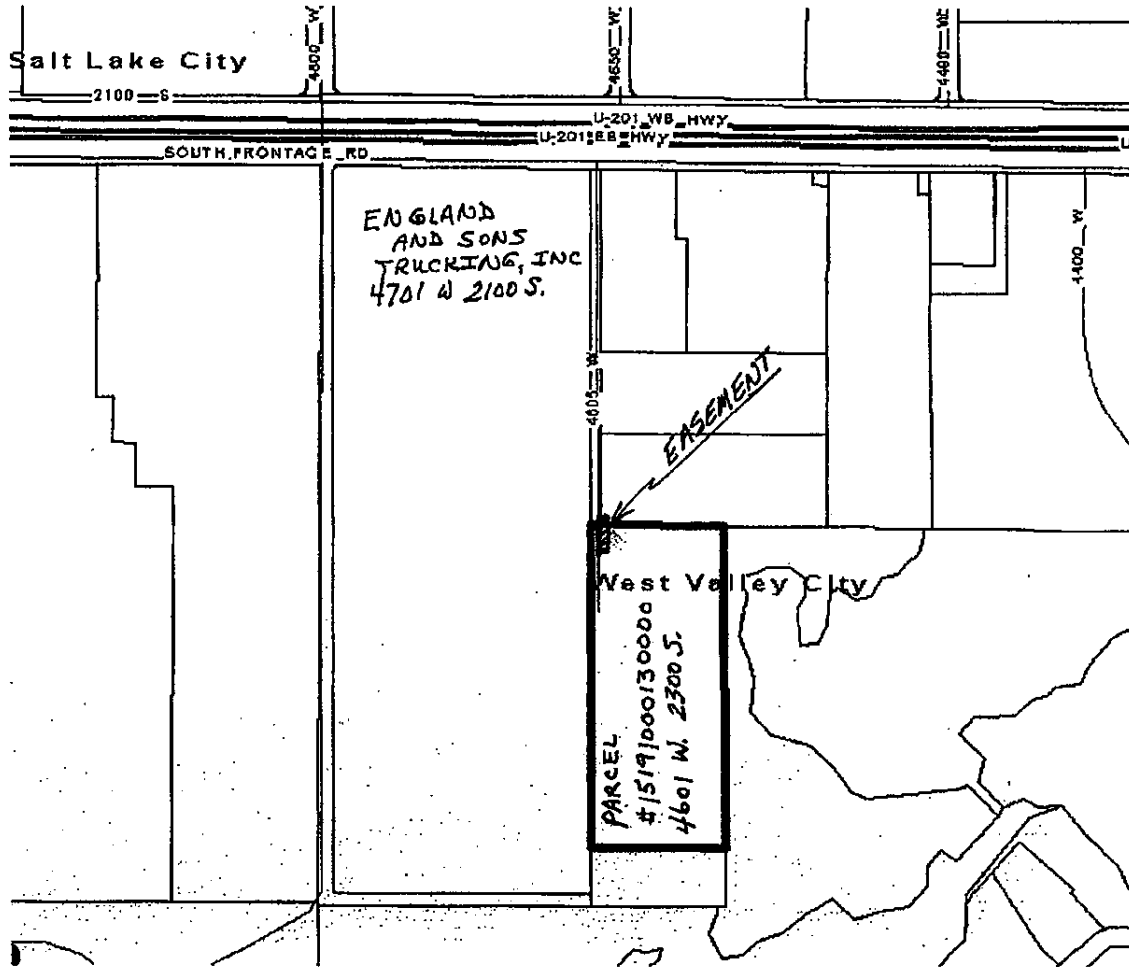 Salt Lake City
4800 W
4650 W
2100 S
U-201 WB HWY
U-201 EB HWY
SOUTH FRONTAGE RD
ENGLAND
AND SONS
TRUCKING, INC
4701 W 2100 S.
4400 W
4605 W
EASEMENT
West Valley City
PARCEL
#15191000130000
4601 W. 2300 S.